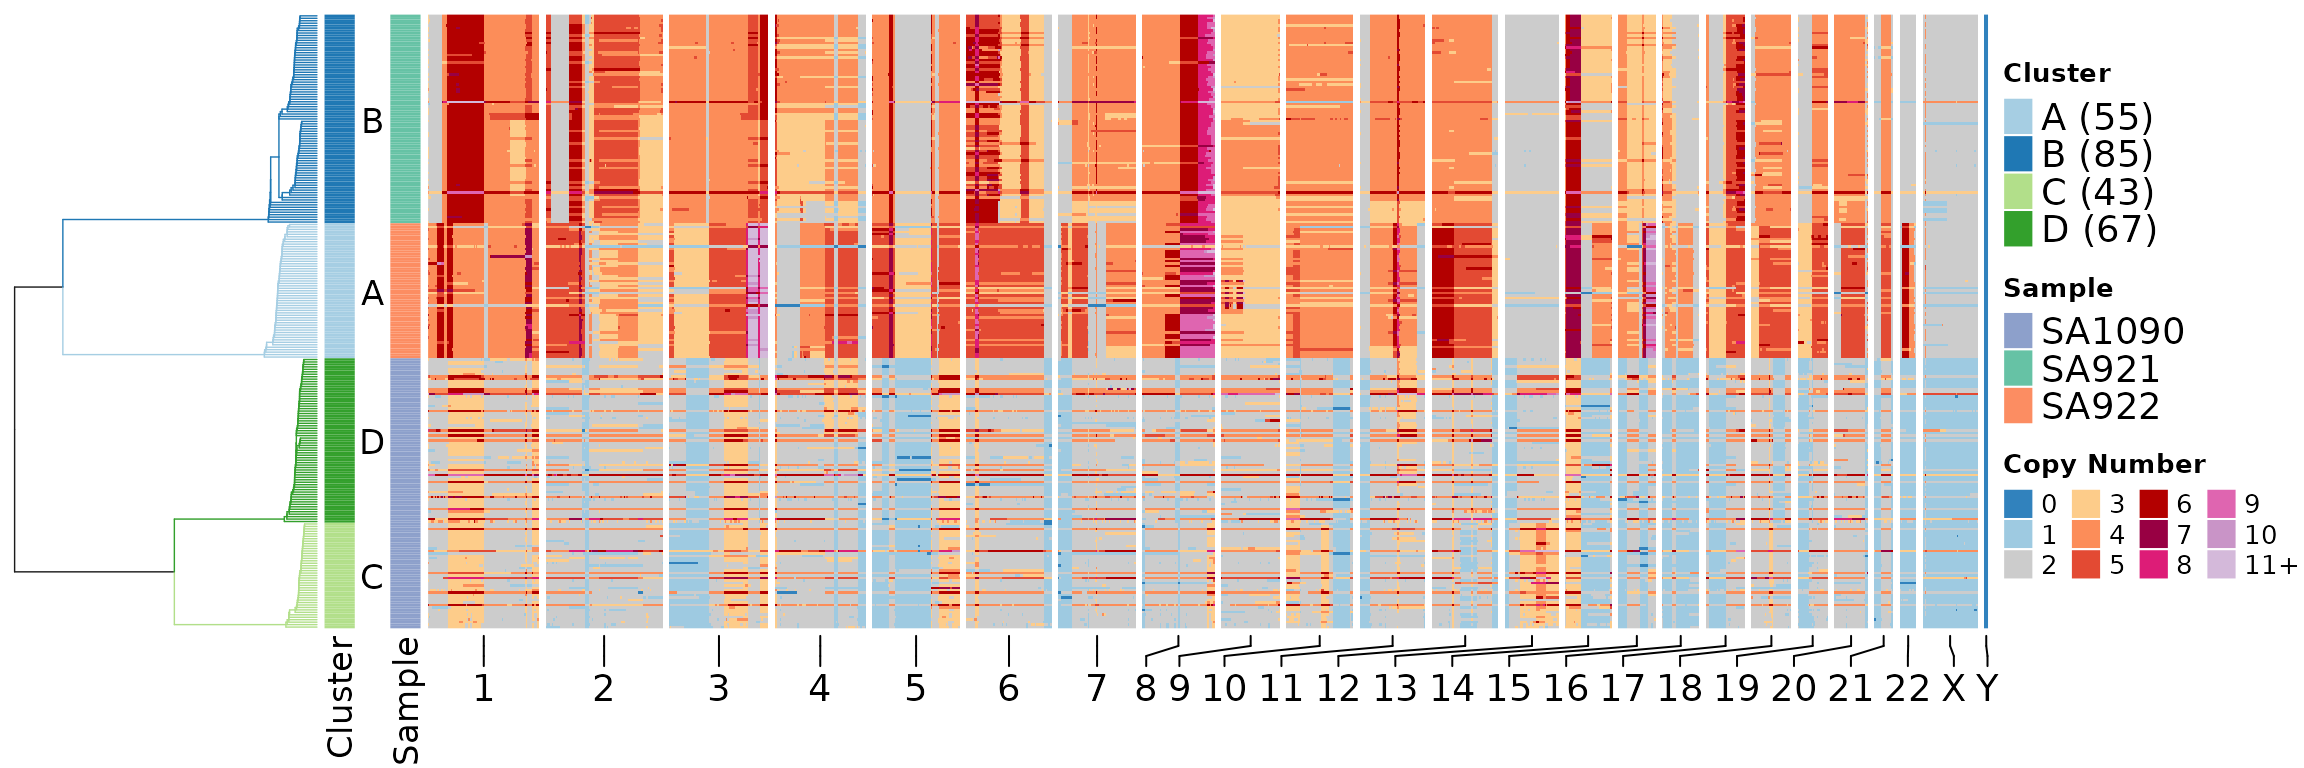 B
A
D
C
Cluster
Sample
1 2 3 4 5 6 7 8 9 10 11 12 13 14 15 16 17 18 19 20 21 22 X Y
Cluster
A (55)
B (85)
C (43)
D (67)
Sample
SA1090
SA921
SA922
Copy Number
0 3 6 9
1 4 7 10
2 5 8 11+